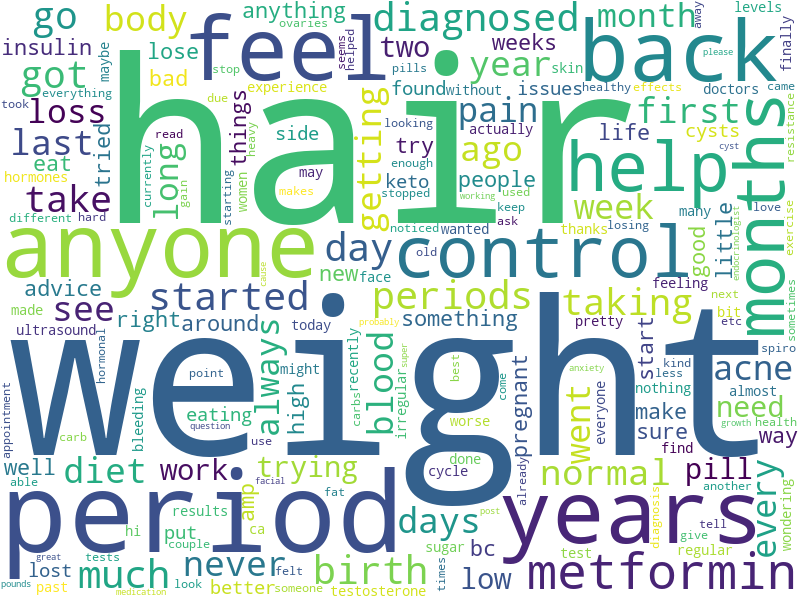 go
body
anything
ovaries
diagnosed
month
away
levels
insulin
maybe
lose
feel
seems
helped
two
weeks
back
please
finally
got
bad
stop
pills
year
skin
healthy
effects
everything
experience
found
without
issues
doctors
came
took
loss
due
hair
looking
pain
first
months
resistance
last
tried
things
heavy
read
side
actually
life
cysts
eat
long
getting
try
ago
help
cyst
hormones
currently
may
enough
keto
people
take
gain
women
starting
makes
stopped
working
used
week
many
love
exercise
different
hard
keep
ask
thanks
losing
good
little
endocrinologist
anyone
day
noticed
wanted
control
old
feeling
advice
new
face
cause
next
sometimes
made
see
started
periods
taking
bit
pretty
etc
ultrasound
right
around
today
probably
something
start
kind
less
spiro
hormonal
always
might
super
weight
best
nothing
acne
point
high
blood
recently
carbs
irregular
come
pregnant
went
anxiety
everyone
make
almost
appointment
bleeding
eating
worse
need
growth
health
carb
question
use
done
sure
find
way
well
diet
work
trying
cycle
already
normal
pill
another
able
period
facial
fat
years
every
wondering
amp
results
days
sugar
post
diagnosis
tell
give
regular
hi
put
ca
bc
test
great
tests
couple
never
felt
birth
times
low
metformin
pounds
lost
past
much
look
better
someone
testosterone
medication